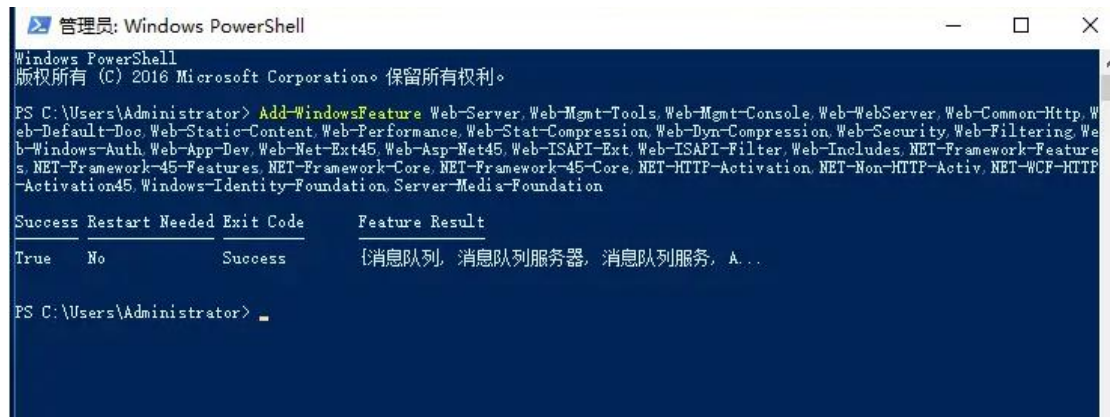 管理员: Windows PowerShell
Windows PowerShell
版权所有 (C) 2016 Microsoft Corporation。保留所有权利。
PS C:\Users\Administrator> Add-WindowsFeature Web-Server,Web-Mgmt-Tools,Web-Mgmt-Console,Web-WebServer,Web-Common-Http,W
eb-Default-Doc,Web-Static-Content,Web-Performance,Web-Stat-Compression,Web-Dyn-Compression,Web-Security,Web-Filtering,We
b-Windows-Auth,Web-App-Dev,Web-Net-Ext45,Web-Asp-Net45,Web-ISAPI-Ext,Web-ISAPI-Filter,Web-Includes,NET-Framework-Feature
s,NET-Framework-45-Features,NET-Framework-Core,NET-Framework-45-Core,NET-HTTP-Activation,NET-Non-HTTP-Activ,NET-WCF-HTTP
-Activation45,Windows-Identity-Foundation,Server-Media-Foundation
Success Restart Needed Exit Code Feature Result
True No Success {消息队列, 消息队列服务器, 消息队列服务, A...
PS C:\Users\Administrator> _